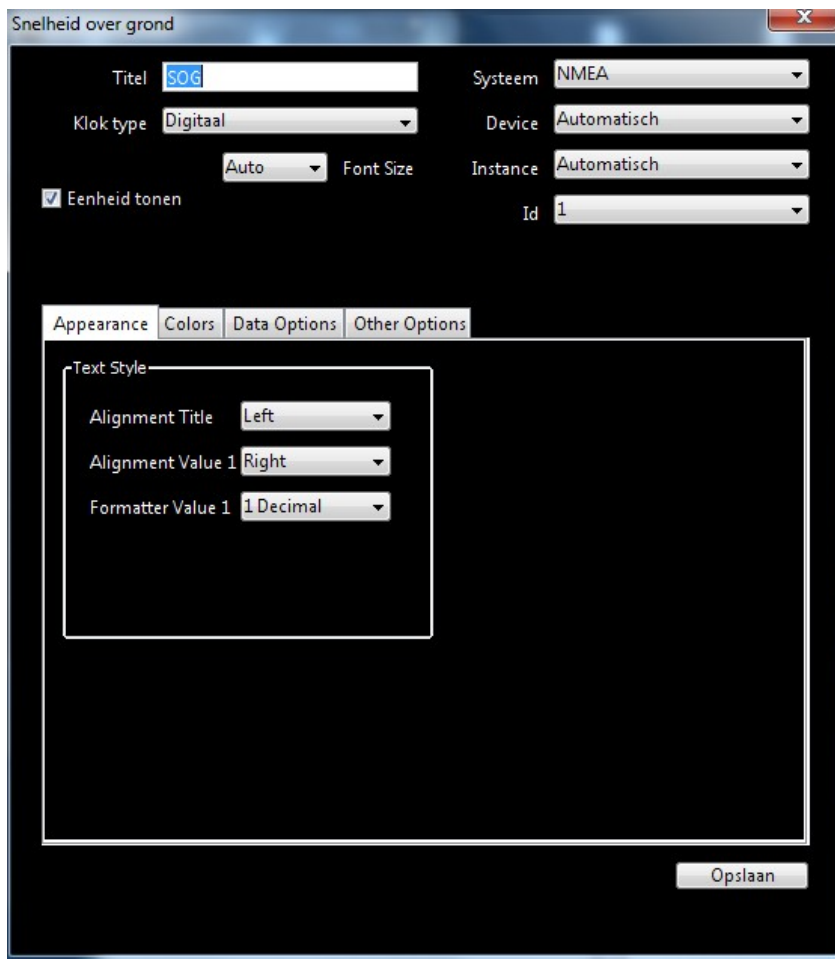 Snelheid over grond
x
Titel SOG
Systeem NMEA
Klok type Digitaal
Device Automatisch
Auto Font Size
Instance Automatisch
Eenheid tonen
Id 1
Appearance Colors Data Options Other Options
Text Style
Alignment Title Left
Alignment Value 1 Right
Formatter Value 1 1 Decimal
Opslaan